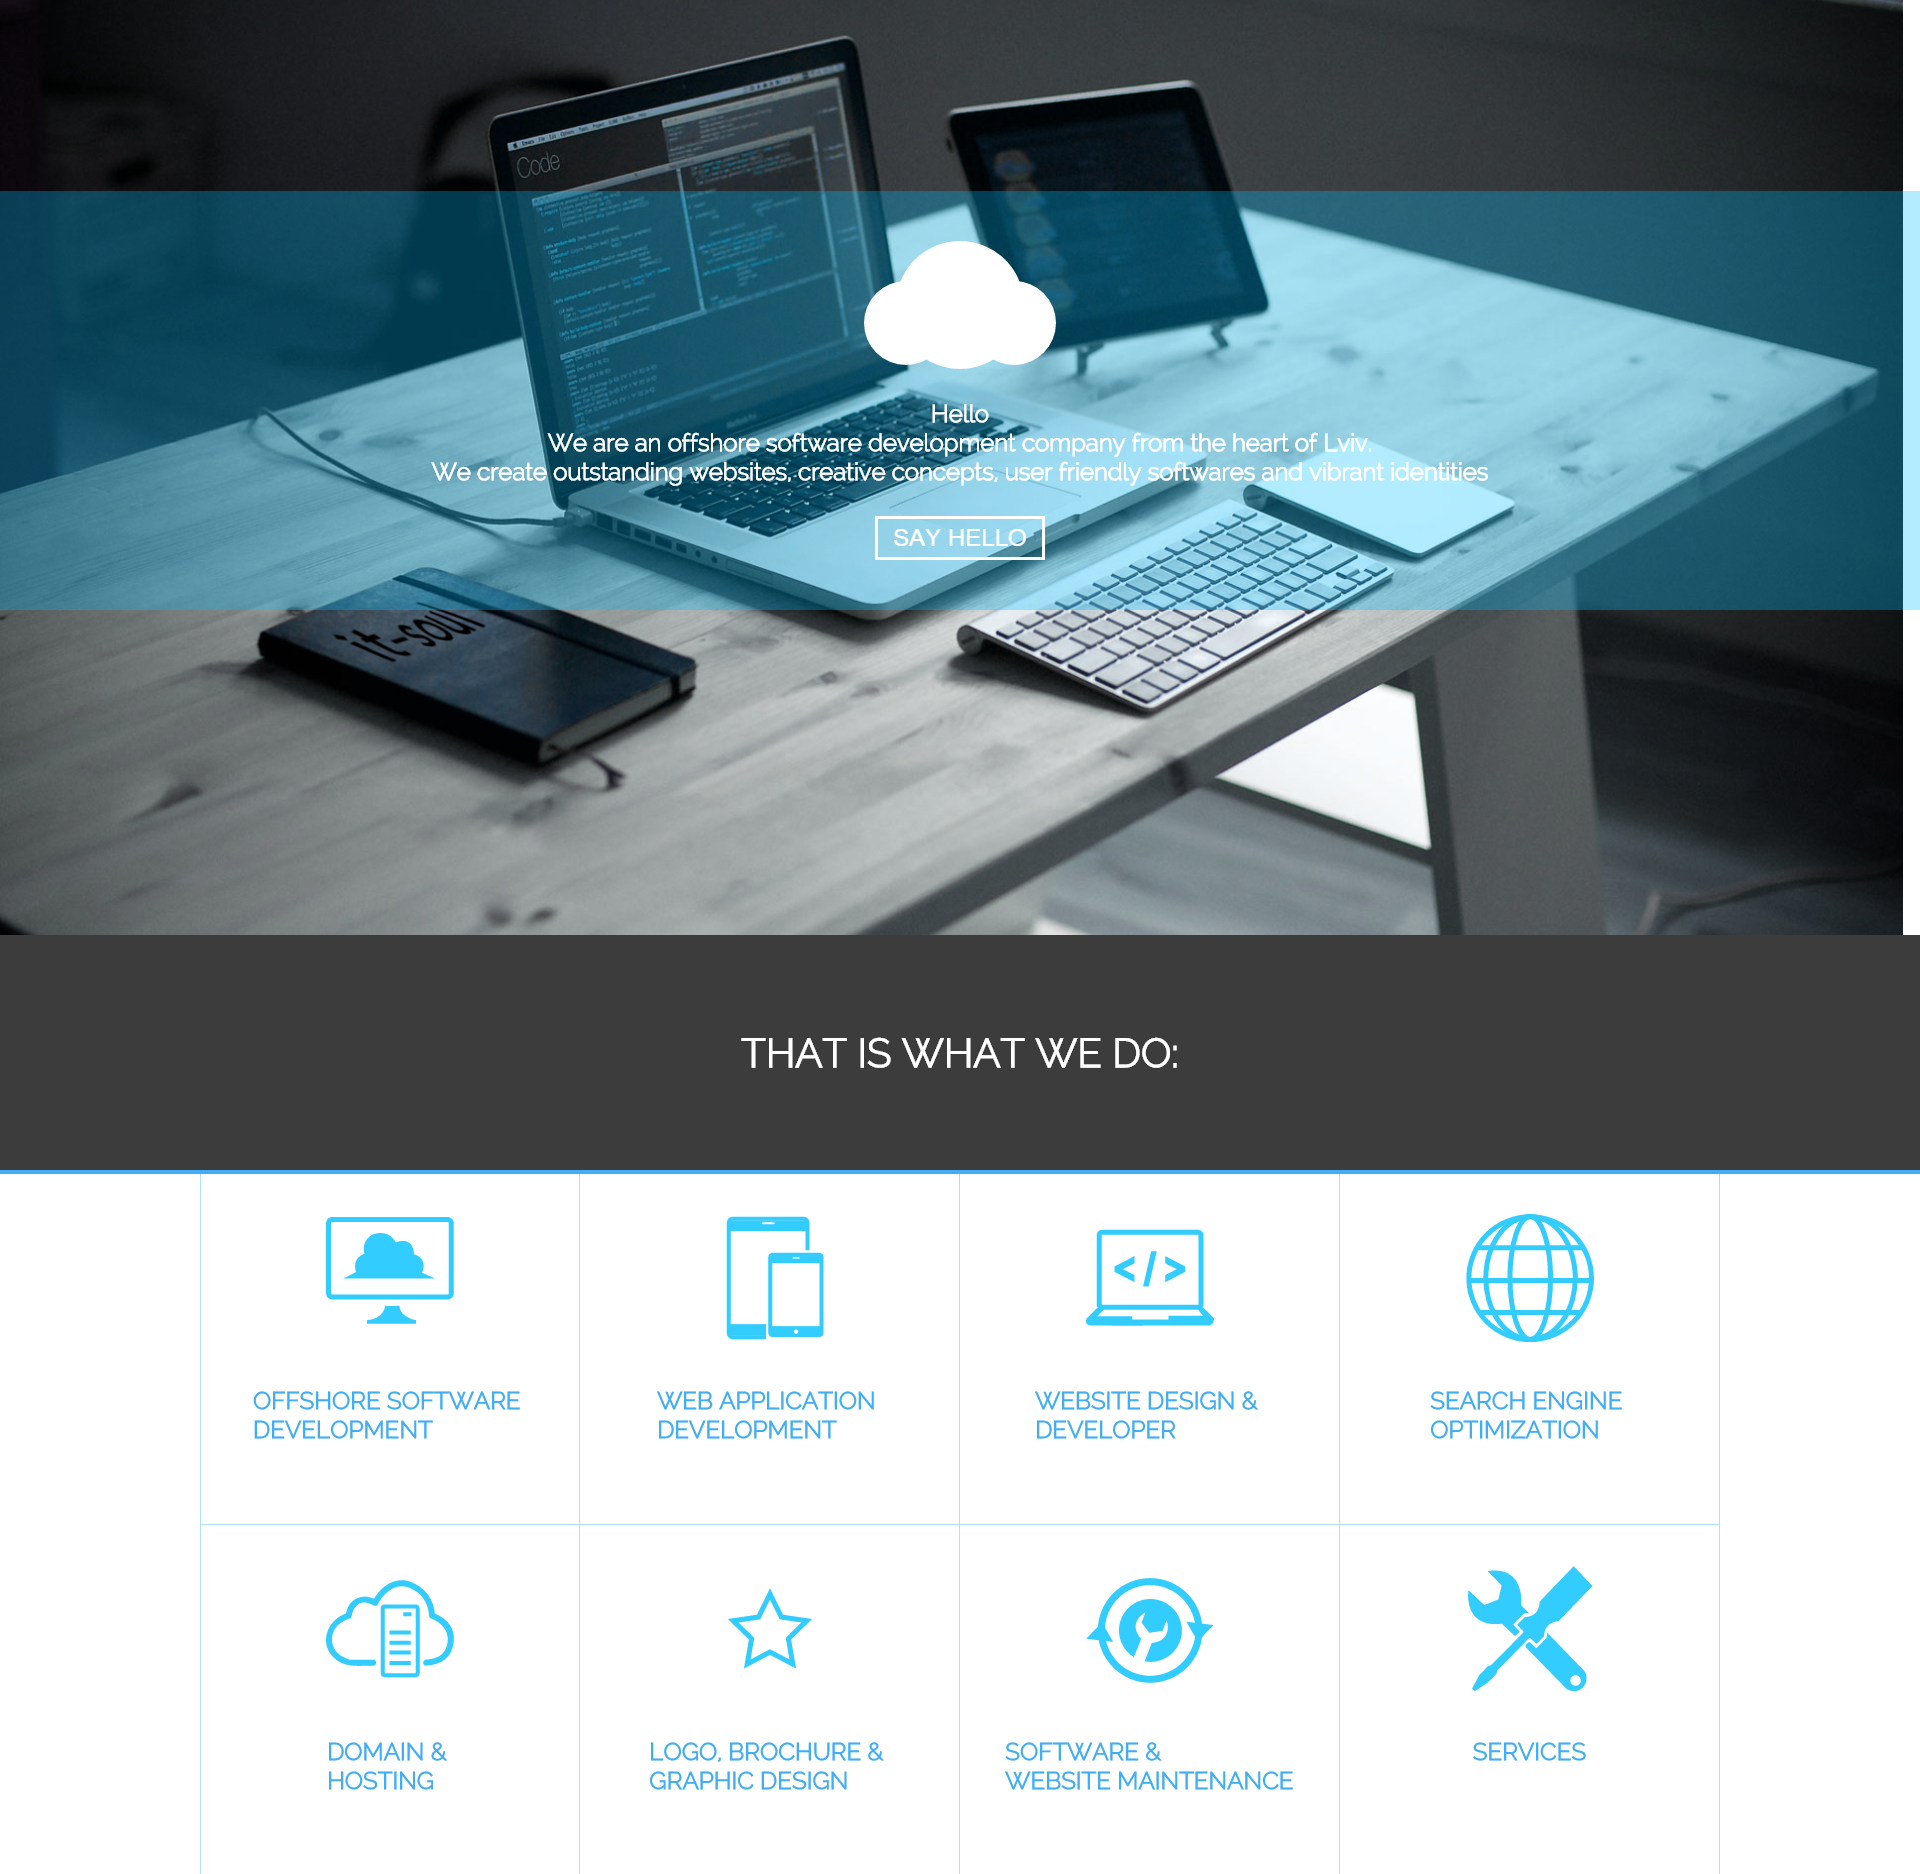 Code
Hello
We are an offshore software development company from the heart of Lviv.
We create outstanding websites, creative concepts, user friendly softwares and vibrant identities
SAY HELLO
it-soul
THAT IS WHAT WE DO:
</>
OFFSHORE SOFTWARE
DEVELOPMENT
WEB APPLICATION
DEVELOPMENT
WEBSITE DESIGN &
DEVELOPER
SEARCH ENGINE
OPTIMIZATION
DOMAIN &
HOSTING
LOGO, BROCHURE &
GRAPHIC DESIGN
SOFTWARE &
WEBSITE MAINTENANCE
SERVICES